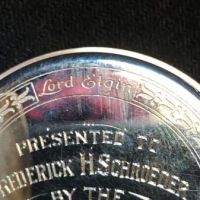 Lord Elgin
PRESENTED TO
FREDERICK H. SCHROEDER
BY THE